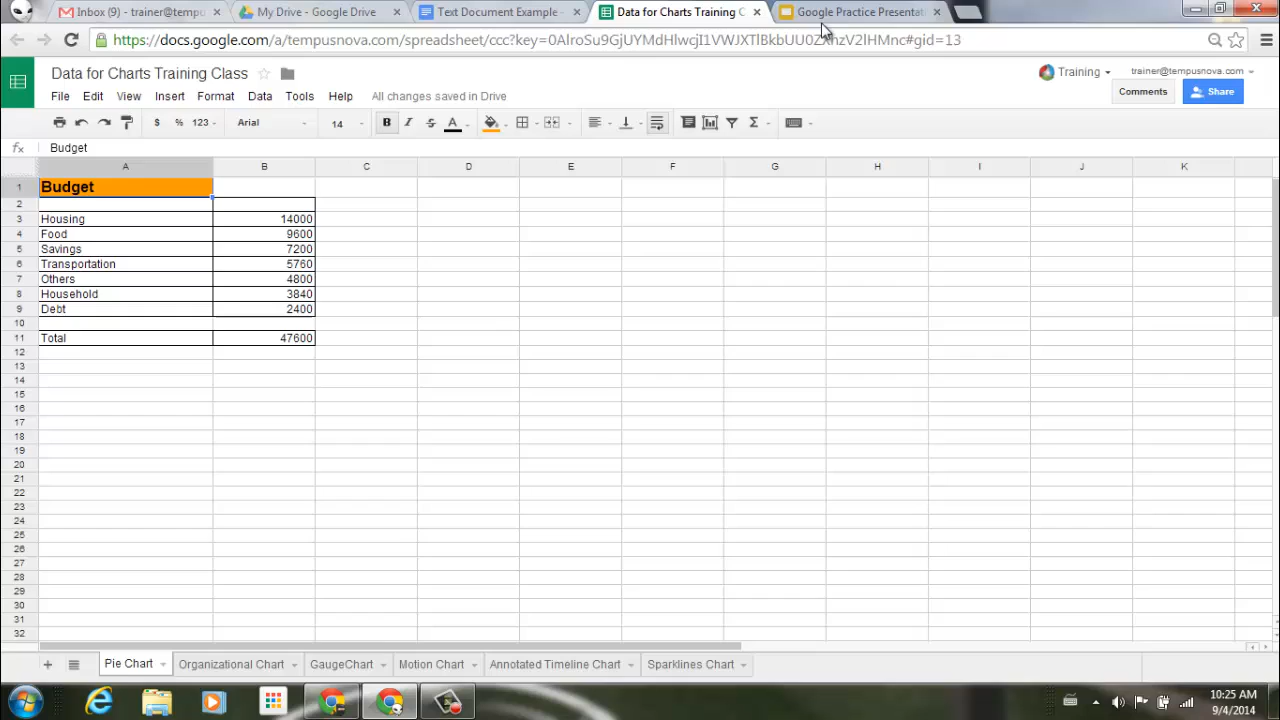 Inbox (9) - trainer@tempu
My Drive - Google Drive
Text Document Example -
Data for Charts Training C
Google Practice Presentat
https://docs.google.com/a/tempusnova.com/spreadsheet/
Data for Charts Training Class
Training
trainer@tempusnova.com
File Edit View Insert Format Data Tools Help All changes saved in Drive
Comments
Share
$ % 123 Arial 14 B I S A Σ
fx Budget
A B C D E F G H I J K
1 Budget
2
3 Housing 14000
4 Food 9600
5 Savings 7200
6 Transportation 5760
7 Others 4800
8 Household 3840
9 Debt 2400
10
11 Total 47600
12
13
14
15
16
17
18
19
20
21
22
23
24
25
26
27
28
29
30
31
32
+ Pie Chart Organizational Chart GaugeChart Motion Chart Annotated Timeline Chart Sparklines Chart
10:25 AM
9/4/2014